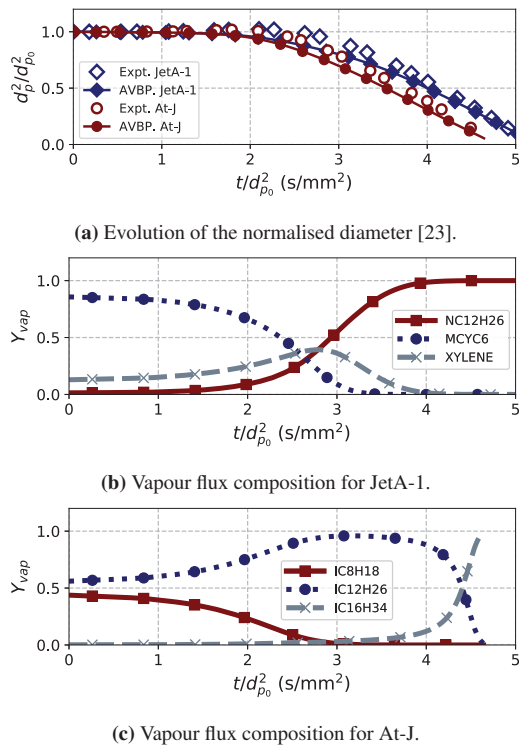 1.0
0.5
0.0
d_p^2/d_{p_0}^2
Expt. JetA-1
AVBP. JetA-1
Expt. At-J
AVBP. At-J
0 1 2 3 4 5
t/d_{p_0}^2 (s/mm^2)
(a) Evolution of the normalised diameter [23].
1.0
0.5
0.0
Y_{vap}
NC12H26
MCYC6
XYLENE
0 1 2 3 4 5
t/d_{p_0}^2 (s/mm^2)
(b) Vapour flux composition for JetA-1.
1.0
0.5
0.0
Y_{vap}
IC8H18
IC12H26
IC16H34
0 1 2 3 4 5
t/d_{p_0}^2 (s/mm^2)
(c) Vapour flux composition for At-J.